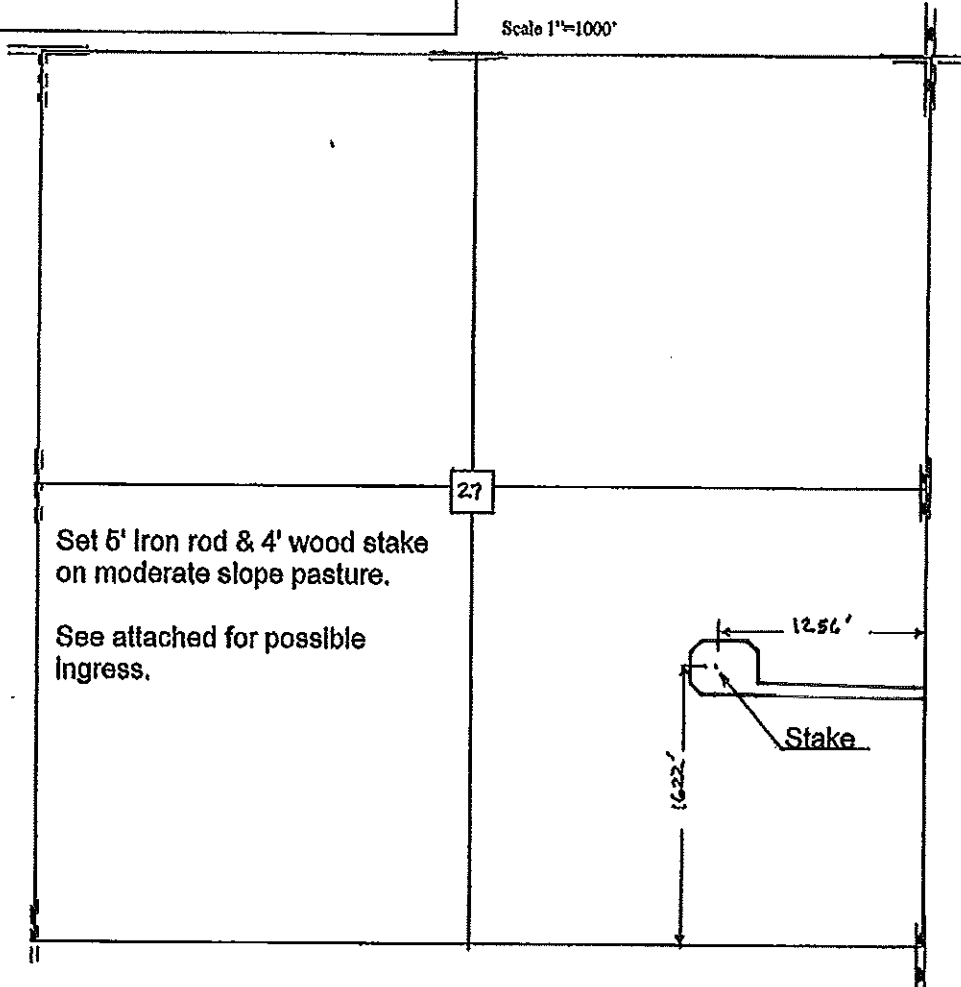 Scale 1"=1000'
27
Set 5' Iron rod & 4' wood stake
on moderate slope pasture.
See attached for possible
Ingress.
1256'
Stake
1622'